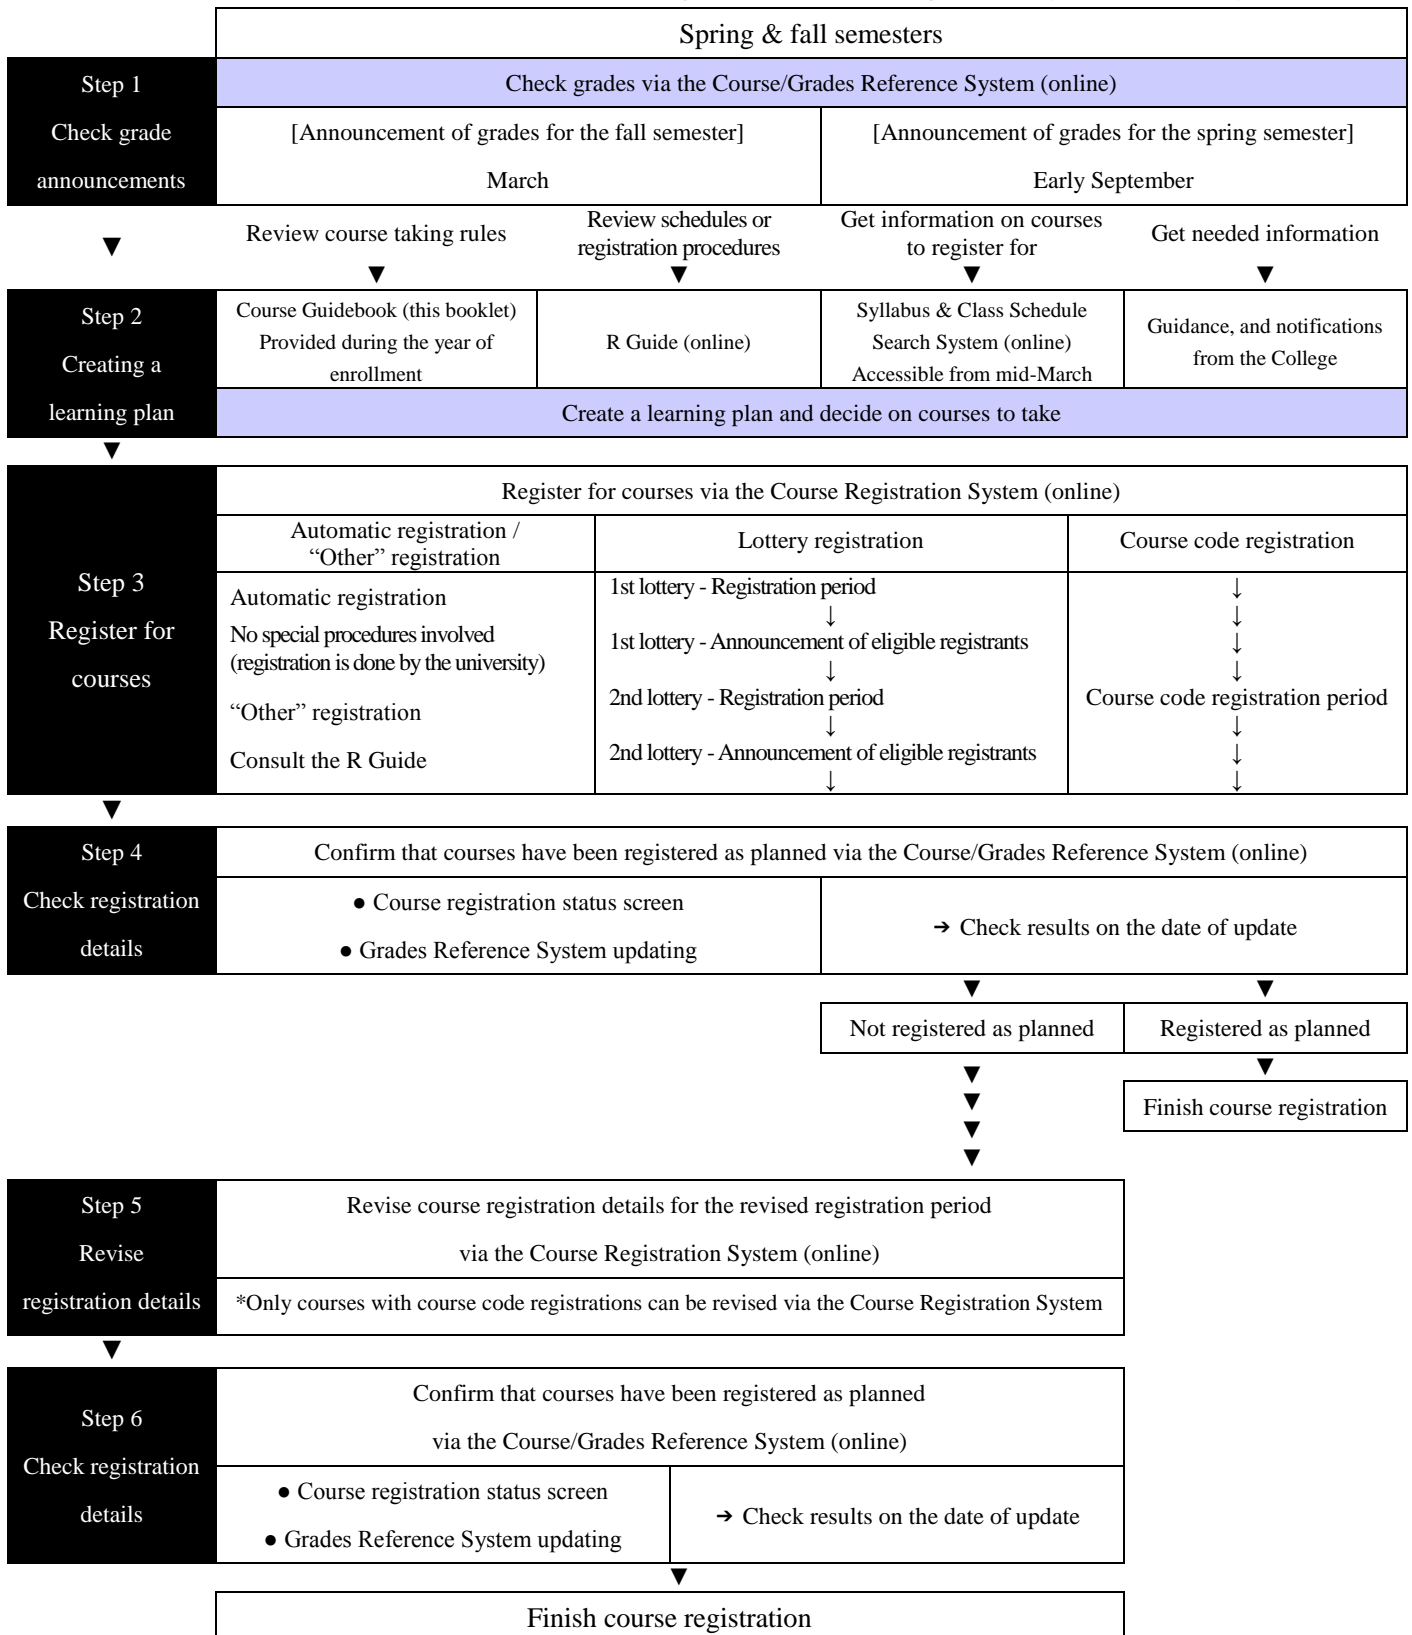 Spring & fall semesters
Step 1
Check grade
announcements
Check grades via the Course/Grades Reference System (online)
[Announcement of grades for the fall semester]
March
[Announcement of grades for the spring semester]
Early September
▼
Review course taking rules
▼
Review schedules or
registration procedures
▼
Get information on courses
to register for
▼
Get needed information
▼
Step 2
Creating a
learning plan
Course Guidebook (this booklet)
Provided during the year of
enrollment
R Guide (online)
Syllabus & Class Schedule
Search System (online)
Accessible from mid-March
Guidance, and notifications
from the College
Create a learning plan and decide on courses to take
▼
Step 3
Register for
courses
Register for courses via the Course Registration System (online)
Automatic registration /
“Other” registration
Lottery registration
Course code registration
Automatic registration
No special procedures involved
(registration is done by the university)
“Other” registration
Consult the R Guide
1st lottery - Registration period
↓
1st lottery - Announcement of eligible registrants
↓
2nd lottery - Registration period
↓
2nd lottery - Announcement of eligible registrants
↓
↓
↓
↓
↓
Course code registration period
↓
↓
↓
▼
Step 4
Check registration
details
Confirm that courses have been registered as planned via the Course/Grades Reference System (online)
● Course registration status screen
● Grades Reference System updating
➔ Check results on the date of update
▼
▼
Not registered as planned
Registered as planned
▼
▼
▼
▼
▼
Finish course registration
Step 5
Revise
registration details
Revise course registration details for the revised registration period
via the Course Registration System (online)
*Only courses with course code registrations can be revised via the Course Registration System
▼
Step 6
Check registration
details
Confirm that courses have been registered as planned
via the Course/Grades Reference System (online)
● Course registration status screen
● Grades Reference System updating
➔ Check results on the date of update
▼
Finish course registration